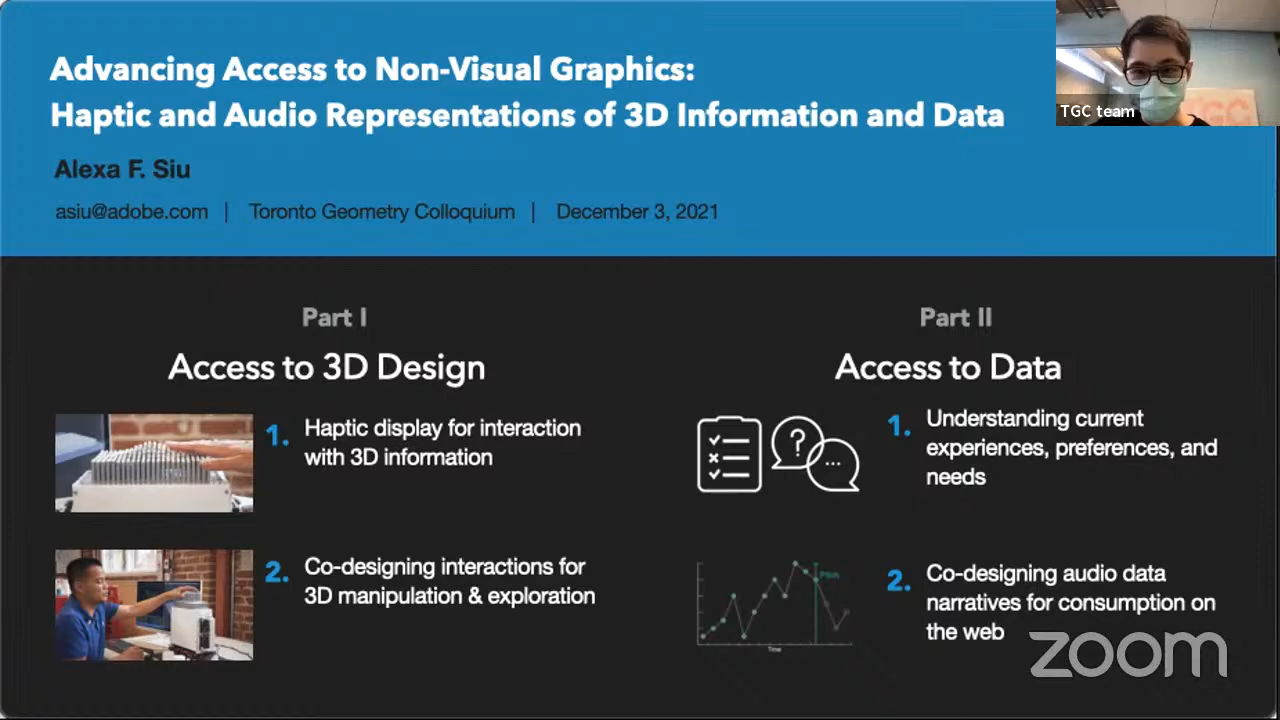 Advancing Access to Non-Visual Graphics:
Haptic and Audio Representations of 3D Information and Data
Alexa F. Siu
asiu@adobe.com | Toronto Geometry Colloquium | December 3, 2021
TGC team
TGC
Part I
Access to 3D Design
1. Haptic display for interaction
with 3D information
2. Co-designing interactions for
3D manipulation & exploration
Part II
Access to Data
1. Understanding current
experiences, preferences, and
needs
Pitch
Time
2. Co-designing audio data
narratives for consumption on
the web
zoom